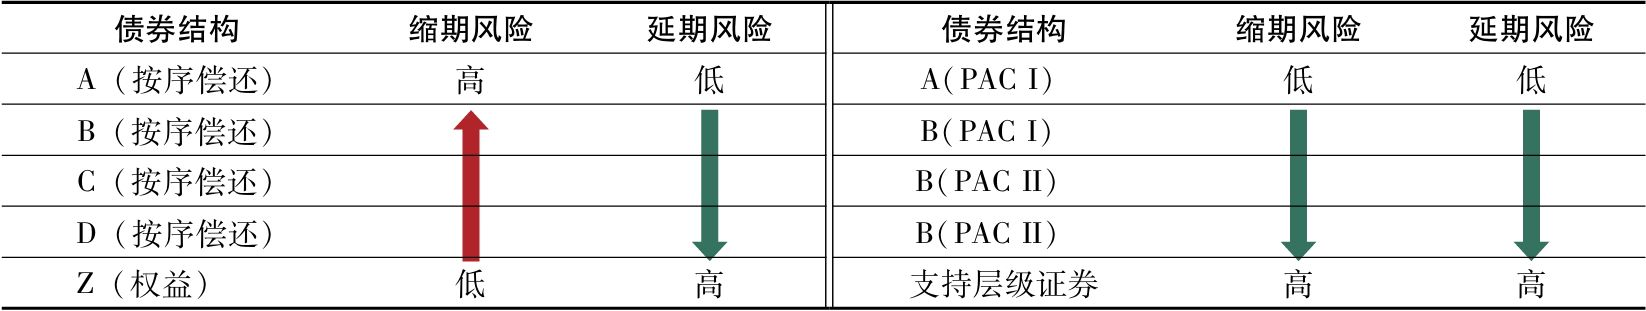 债券结构 缩期风险 延期风险 债券结构 缩期风险 延期风险
A（按序偿还） 高 低 A(PAC I) 低 低
B（按序偿还） B(PAC I)
C（按序偿还） B(PAC II)
D（按序偿还） B(PAC II)
Z（权益） 低 高 支持层级证券 高 高